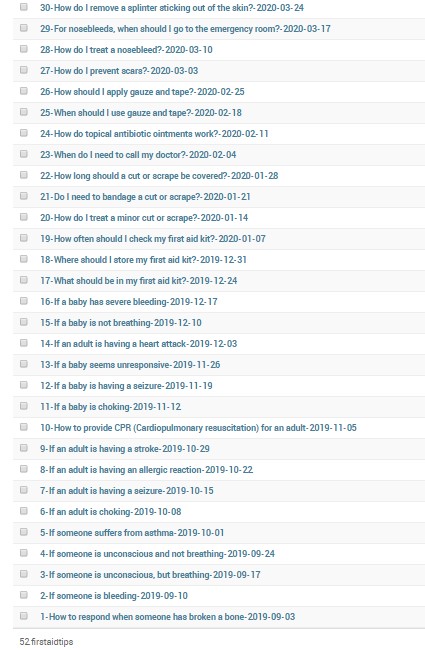 30-How do I remove a splinter sticking out of the skin?-2020-03-24
29-For nosebleeds, when should I go to the emergency room?-2020-03-17
28-How do I treat a nosebleed?-2020-03-10
27-How do I prevent scars?-2020-03-03
26-How should I apply gauze and tape?-2020-02-25
25-When should I use gauze and tape?-2020-02-18
24-How do topical antibiotic ointments work?-2020-02-11
23-When do I need to call my doctor?-2020-02-04
22-How long should a cut or scrape be covered?-2020-01-28
21-Do I need to bandage a cut or scrape?-2020-01-21
20-How do I treat a minor cut or scrape?-2020-01-14
19-How often should I check my first aid kit?-2020-01-07
18-Where should I store my first aid kit?-2019-12-31
17-What should be in my first aid kit?-2019-12-24
16-If a baby has severe bleeding-2019-12-17
15-If a baby is not breathing-2019-12-10
14-If an adult is having a heart attack-2019-12-03
13-If a baby seems unresponsive-2019-11-26
12-If a baby is having a seizure-2019-11-19
11-If a baby is choking-2019-11-12
10-How to provide CPR (Cardiopulmonary resuscitation) for an adult-2019-11-05
9-If an adult is having a stroke-2019-10-29
8-If an adult is having an allergic reaction-2019-10-22
7-If an adult is having a seizure-2019-10-15
6-If an adult is choking-2019-10-08
5-If someone suffers from asthma-2019-10-01
4-If someone is unconscious and not breathing-2019-09-24
3-If someone is unconscious, but breathing-2019-09-17
2-If someone is bleeding-2019-09-10
1-How to respond when someone has broken a bone-2019-09-03
52 firstaidtips